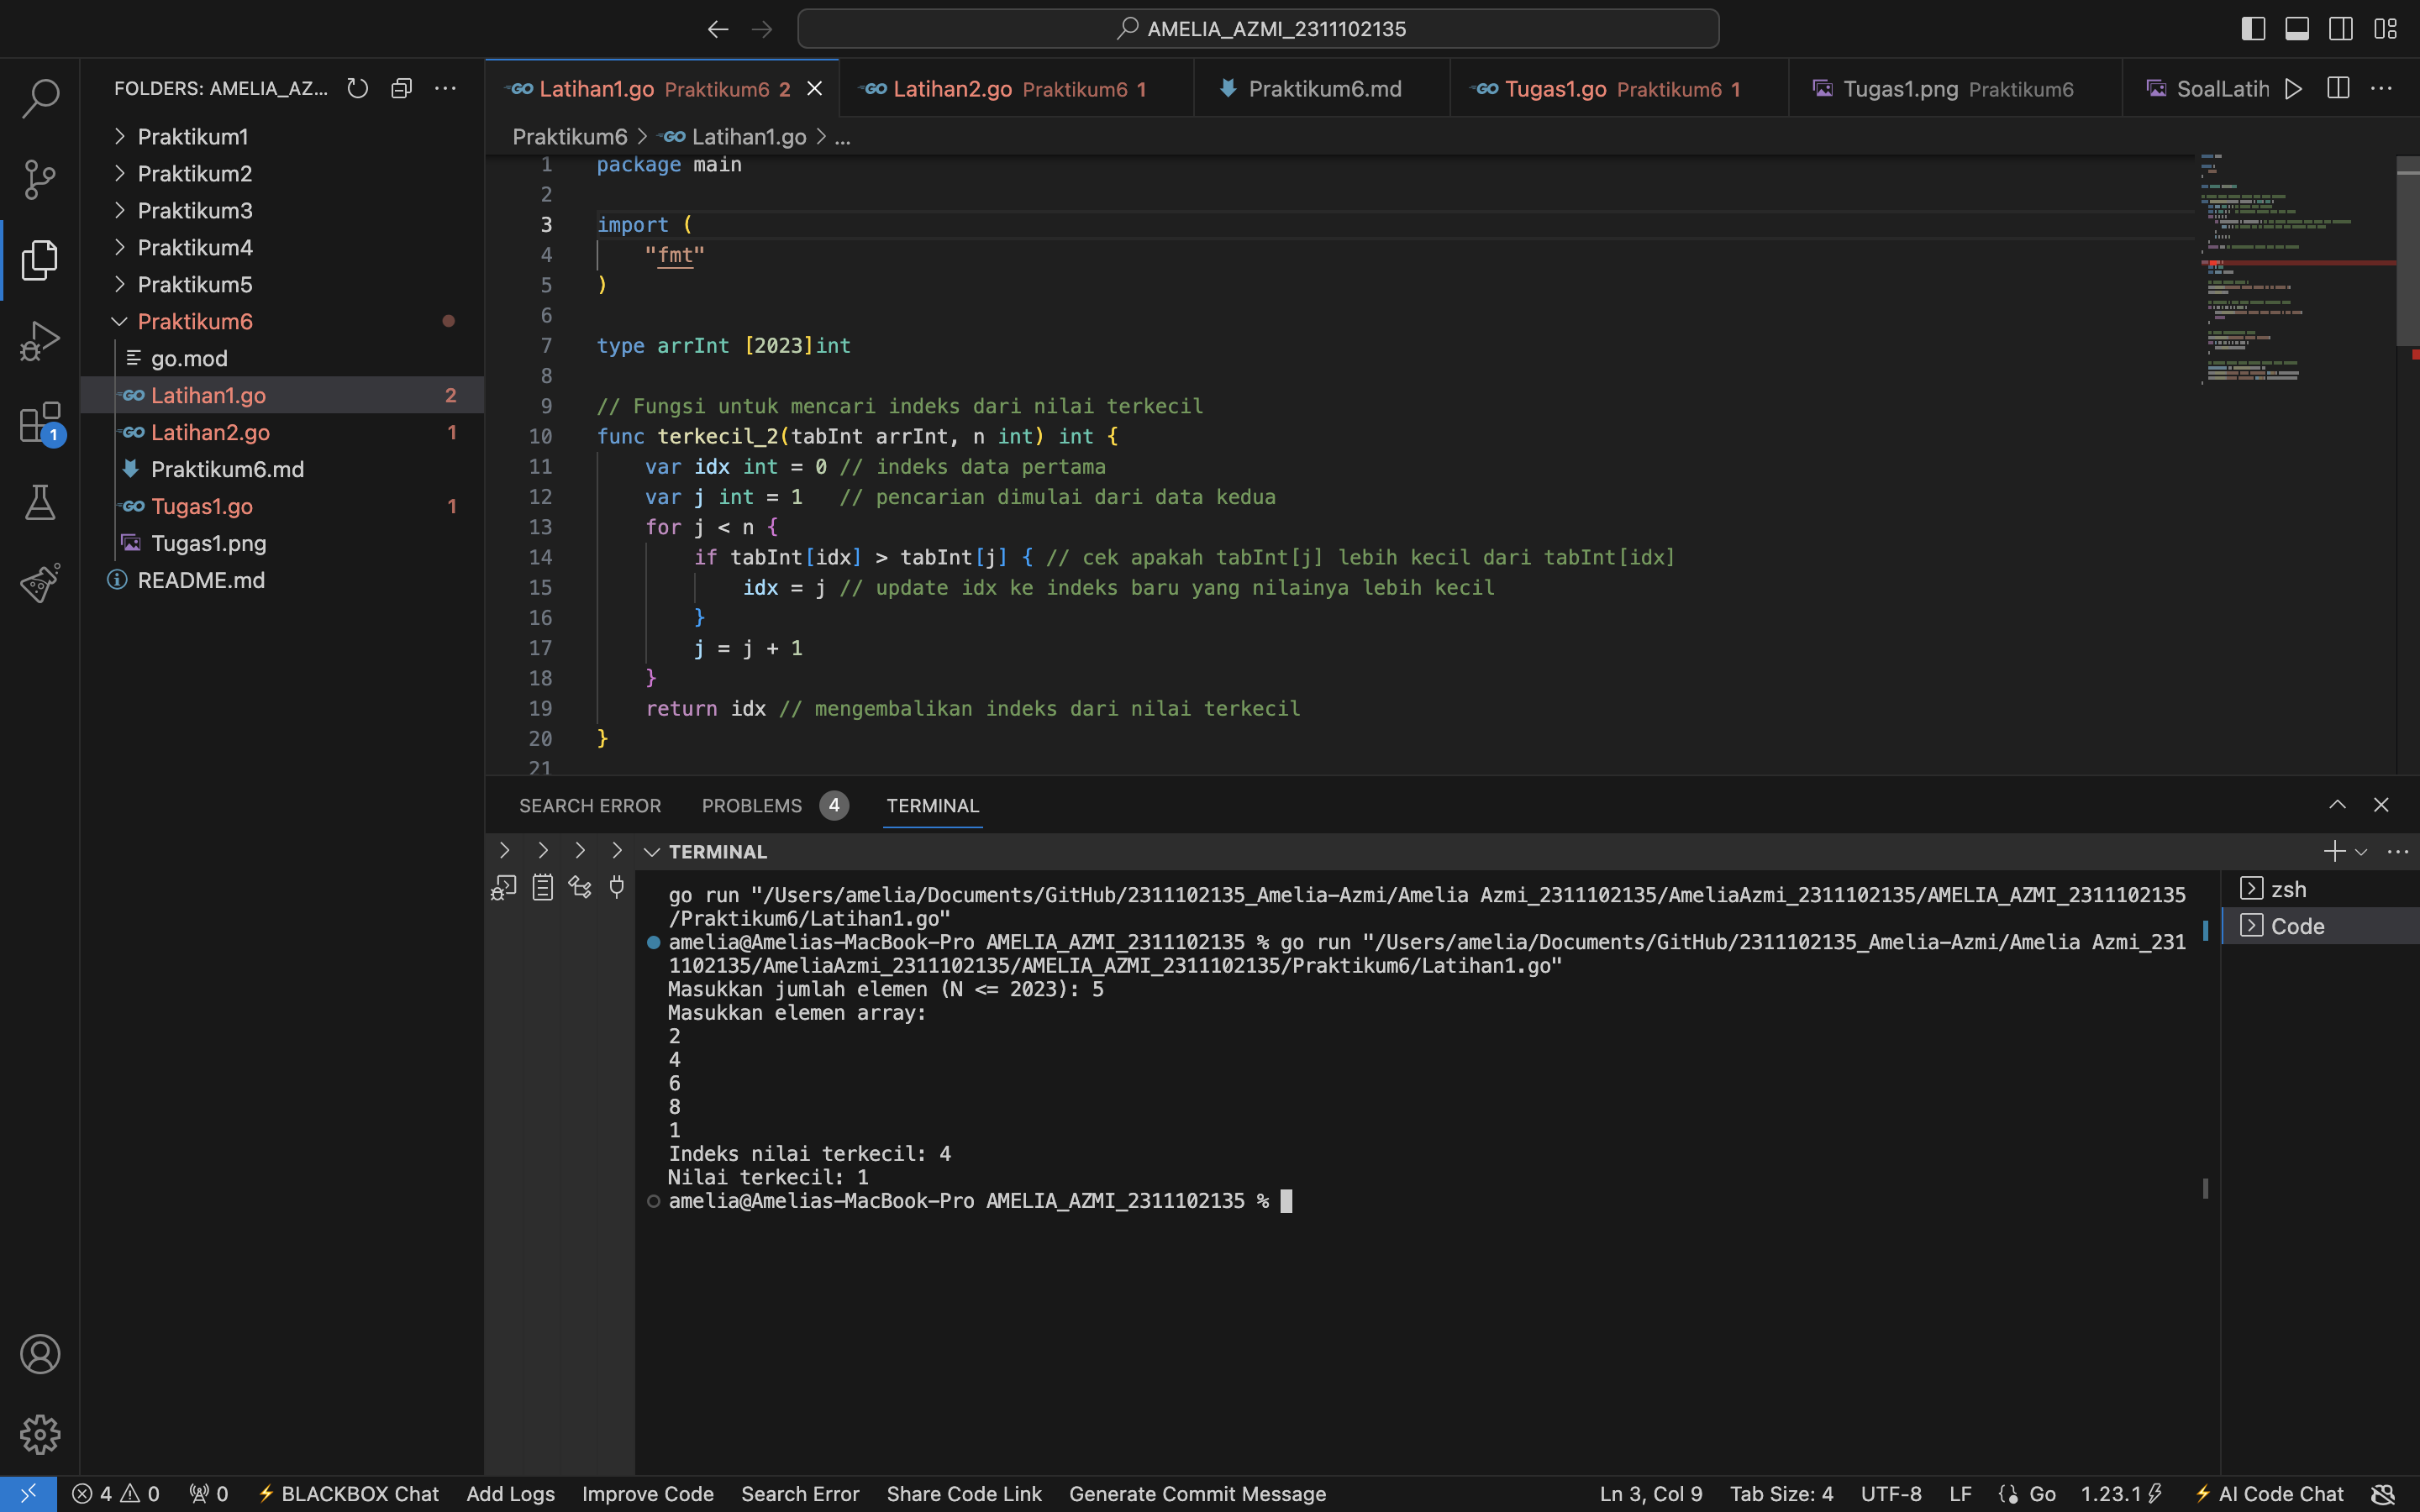 AMELIA_AZMI_2311102135
FOLDERS: AMELIA_AZ...
Praktikum1
Praktikum2
Praktikum3
Praktikum4
Praktikum5
Praktikum6
go.mod
Latihan1.go 2
Latihan2.go 1
Praktikum6.md
Tugas1.go 1
Tugas1.png
README.md
1
Latihan1.go Praktikum6 2
Latihan2.go Praktikum6 1
Praktikum6.md
Tugas1.go Praktikum6 1
Tugas1.png Praktikum6
SoalLatih
Praktikum6 > Latihan1.go > ...
1 package main
2
3 import (
4 "fmt"
5 )
6
7 type arrInt [2023]int
8
9 // Fungsi untuk mencari indeks dari nilai terkecil
10 func terkecil_2(tabInt arrInt, n int) int {
11 var idx int = 0 // indeks data pertama
12 var j int = 1 // pencarian dimulai dari data kedua
13 for j < n {
14 if tabInt[idx] > tabInt[j] { // cek apakah tabInt[j] lebih kecil dari tabInt[idx]
15 idx = j // update idx ke indeks baru yang nilainya lebih kecil
16 }
17 j = j + 1
18 }
19 return idx // mengembalikan indeks dari nilai terkecil
20 }
21
SEARCH ERROR PROBLEMS 4 TERMINAL
TERMINAL
go run "/Users/amelia/Documents/GitHub/2311102135_Amelia-Azmi/Amelia Azmi_2311102135/AmeliaAzmi_2311102135/AMELIA_AZMI_2311102135
/Praktikum6/Latihan1.go"
amelia@Amelias-MacBook-Pro AMELIA_AZMI_2311102135 % go run "/Users/amelia/Documents/GitHub/2311102135_Amelia-Azmi/Amelia Azmi_231
1102135/AmeliaAzmi_2311102135/AMELIA_AZMI_2311102135/Praktikum6/Latihan1.go"
Masukkan jumlah elemen (N <= 2023): 5
Masukkan elemen array:
2
4
6
8
1
Indeks nilai terkecil: 4
Nilai terkecil: 1
amelia@Amelias-MacBook-Pro AMELIA_AZMI_2311102135 %
zsh
Code
4 0 0 BLACKBOX Chat Add Logs Improve Code Search Error Share Code Link Generate Commit Message Ln 3, Col 9 Tab Size: 4 UTF-8 LF Go 1.23.1 AI Code Chat